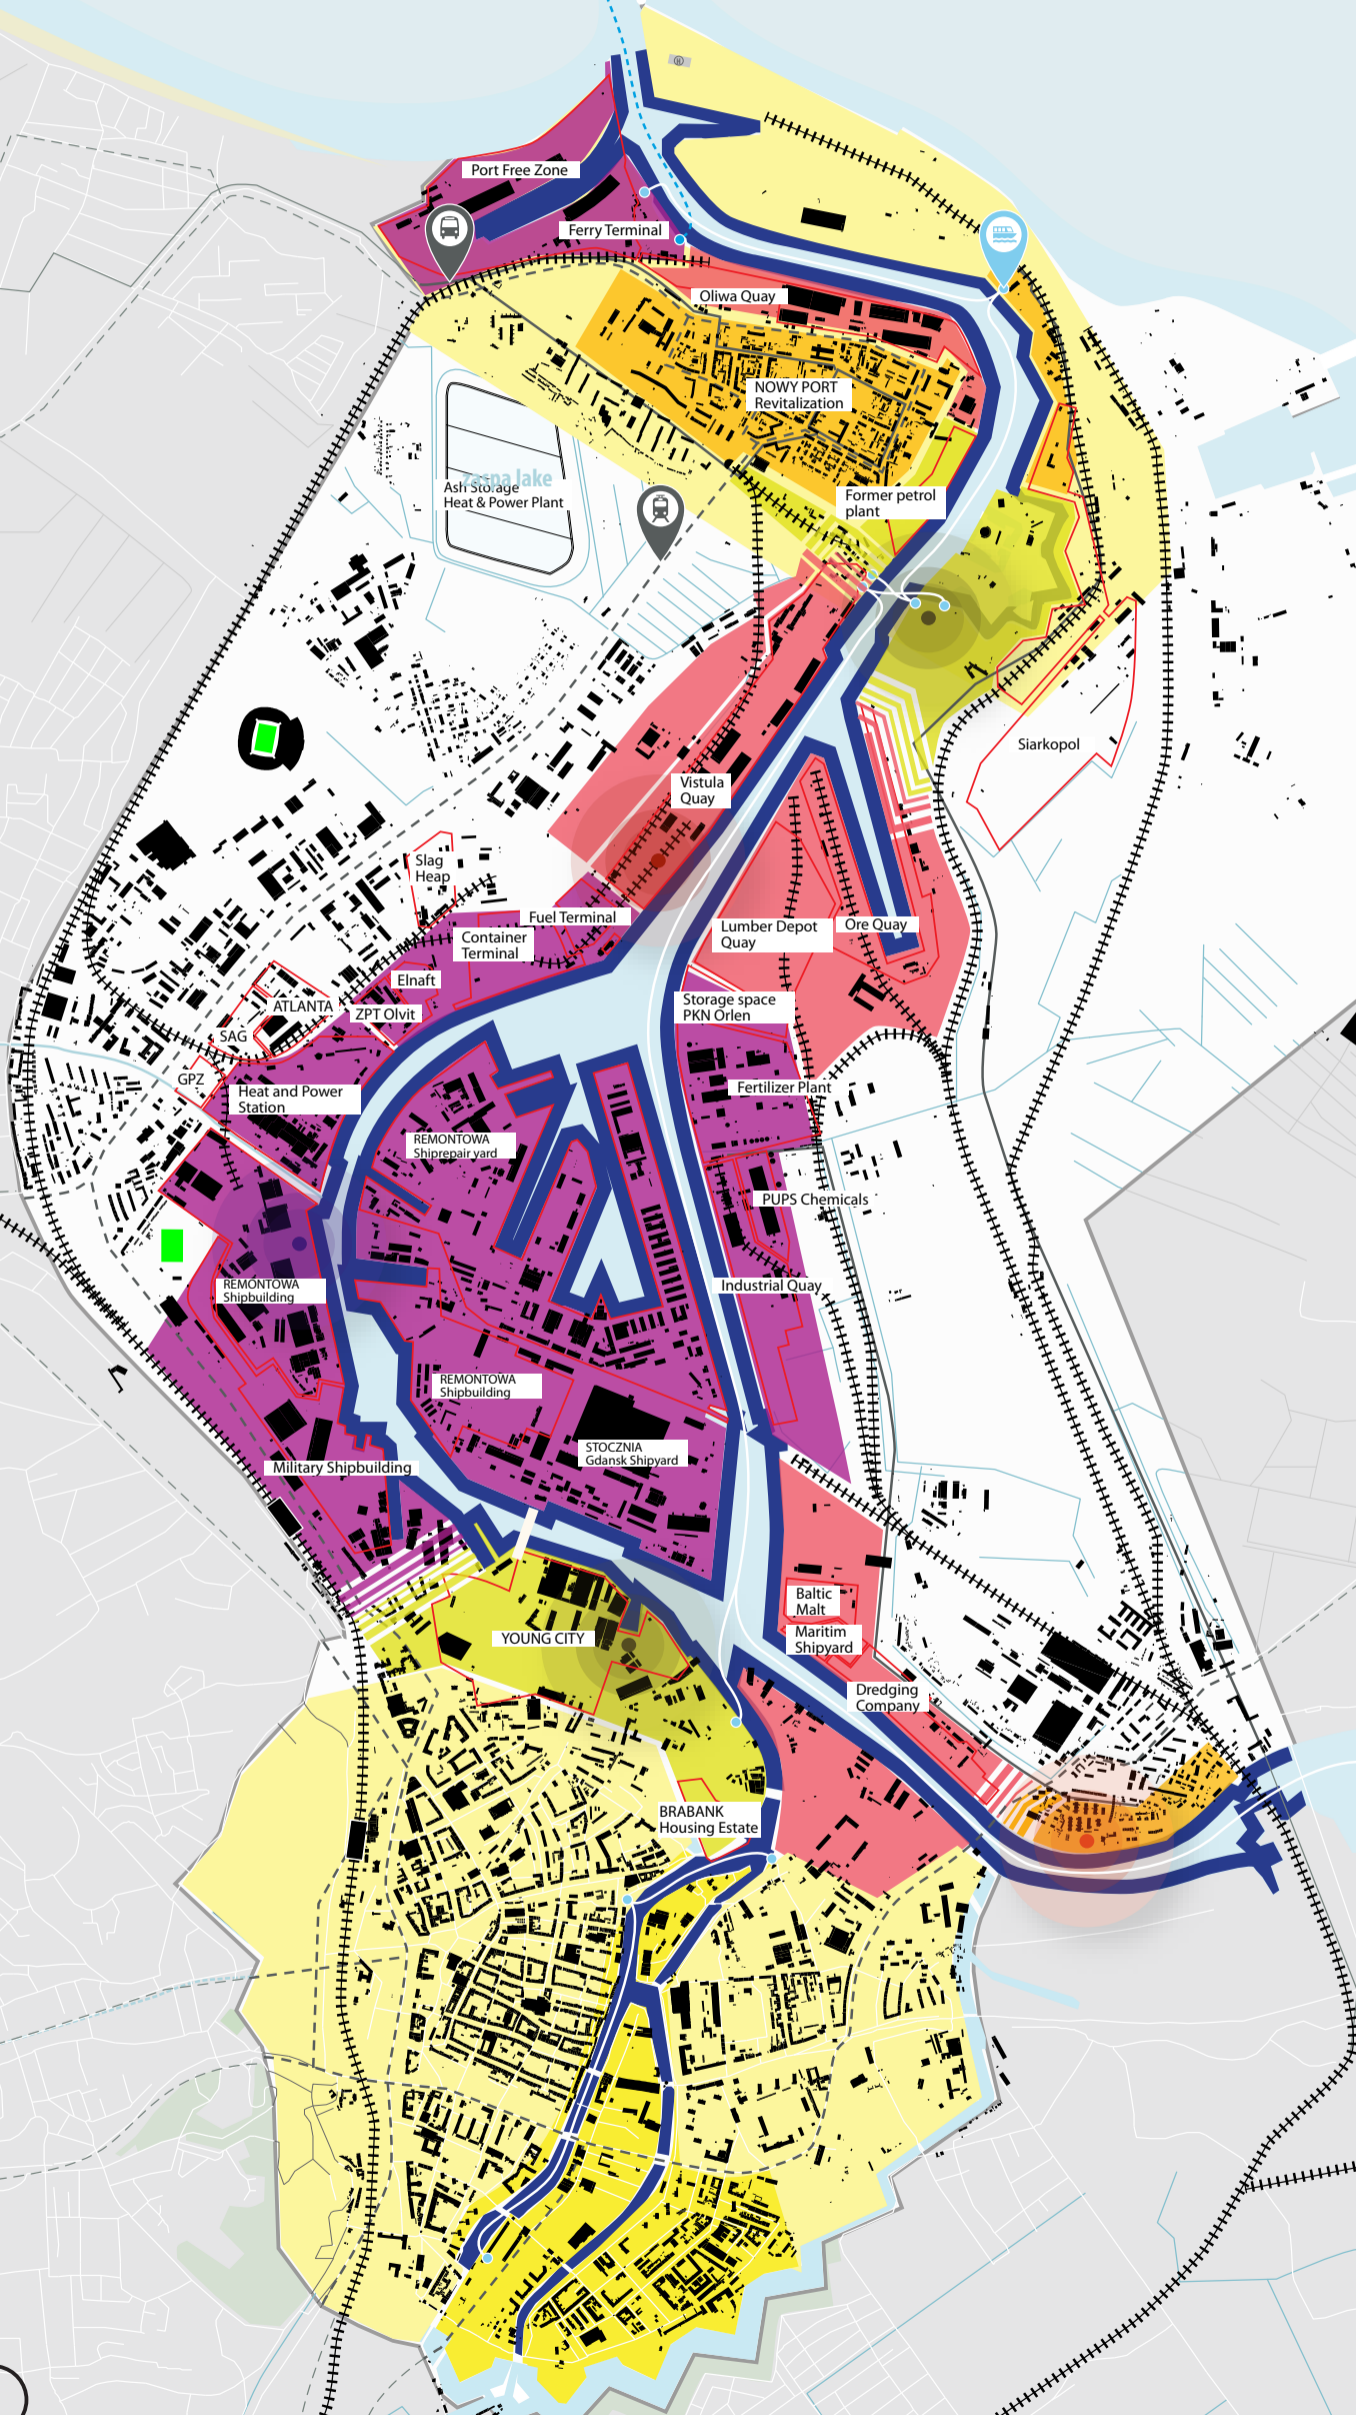 Port Free Zone
Ferry Terminal
Oliwa Quay
NOWY PORT
Revitalization
zaspa lake
Ash Storage
Heat & Power Plant
Former petrol
plant
Siarkopol
Vistula
Quay
Slag
Heap
Fuel Terminal
Lumber Depot
Quay
Ore Quay
Container
Terminal
Elnaft
ATLANTA
ZPT Olvit
Storage space
PKN Orlen
SAG
GPZ
Heat and Power
Station
Fertilizer Plant
REMONTOWA
Shiprepair yard
PUPS Chemicals
REMONTOWA
Shipbuilding
Industrial Quay
REMONTOWA
Shipbuilding
STOCZNIA
Gdansk Shipyard
Military Shipbuilding
Baltic
Malt
YOUNG CITY
Maritim
Shipyard
Dredging
Company
BRABANK
Housing Estate